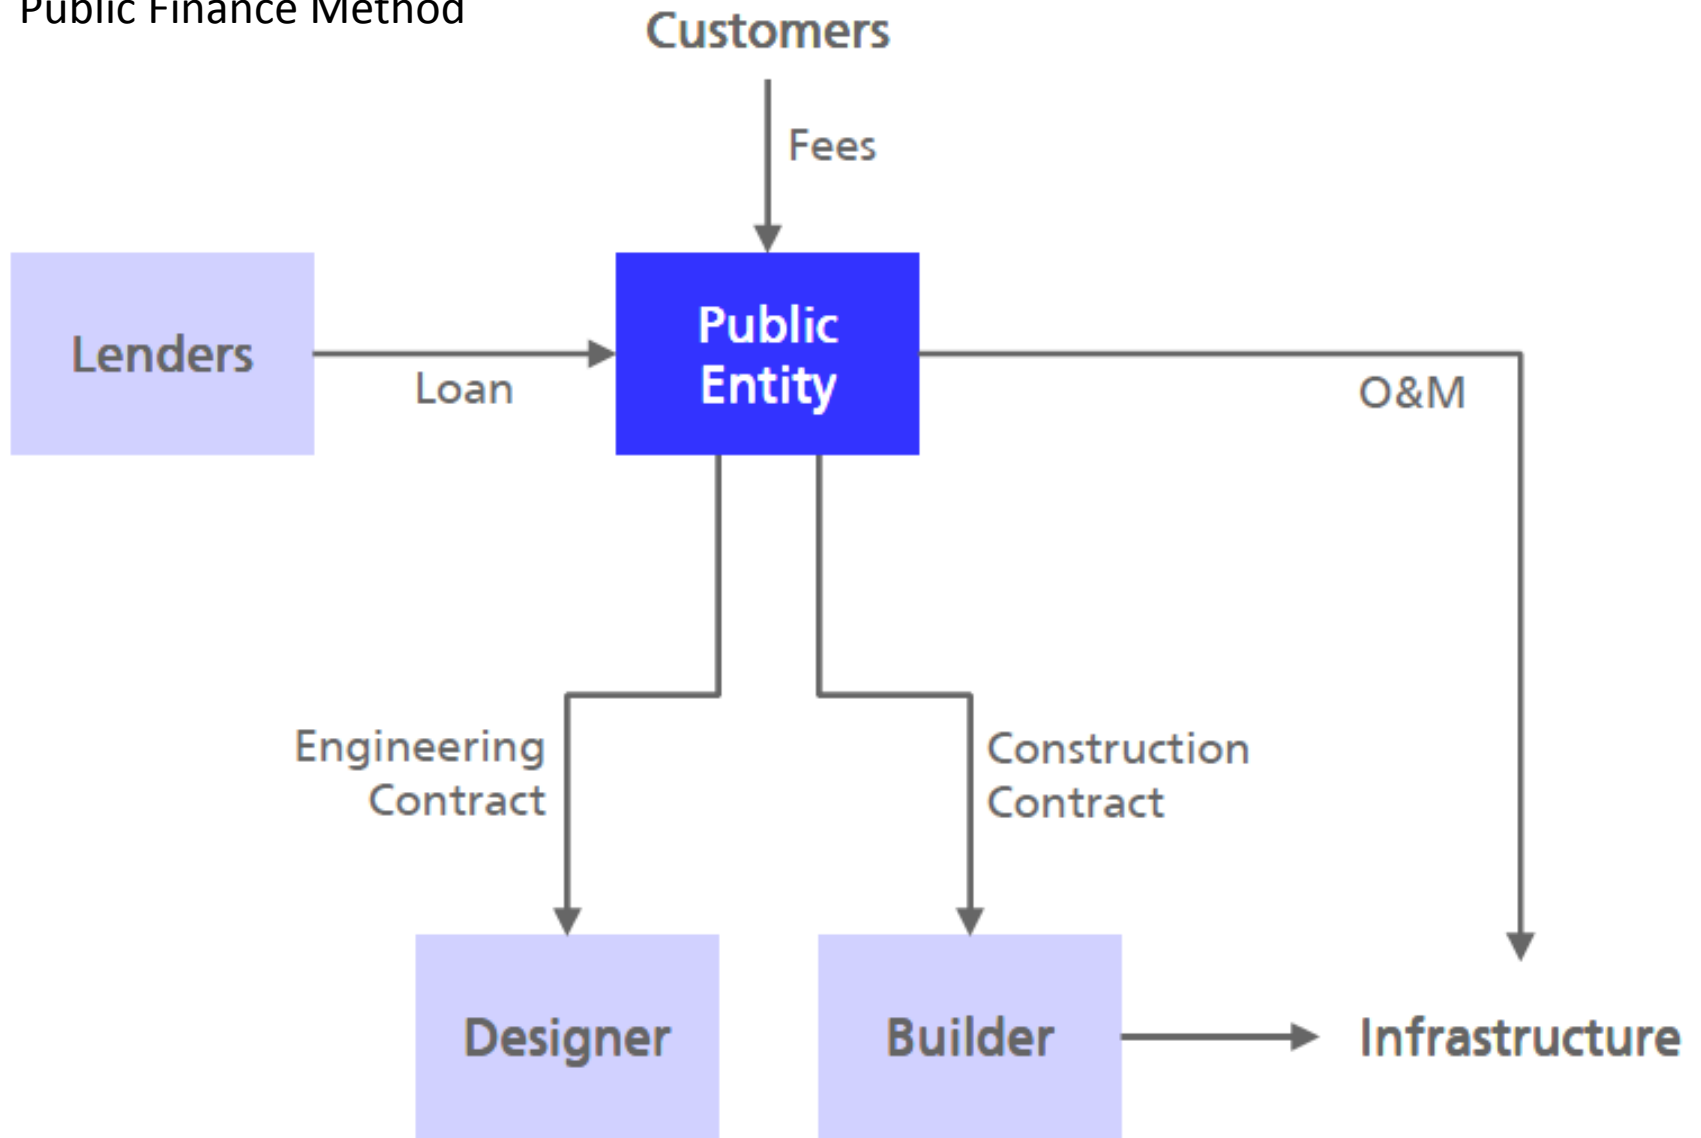 Public Finance Method
Customers
Fees
Lenders
Loan
Public
Entity
O&M
Engineering
Contract
Construction
Contract
Designer
Builder
Infrastructure